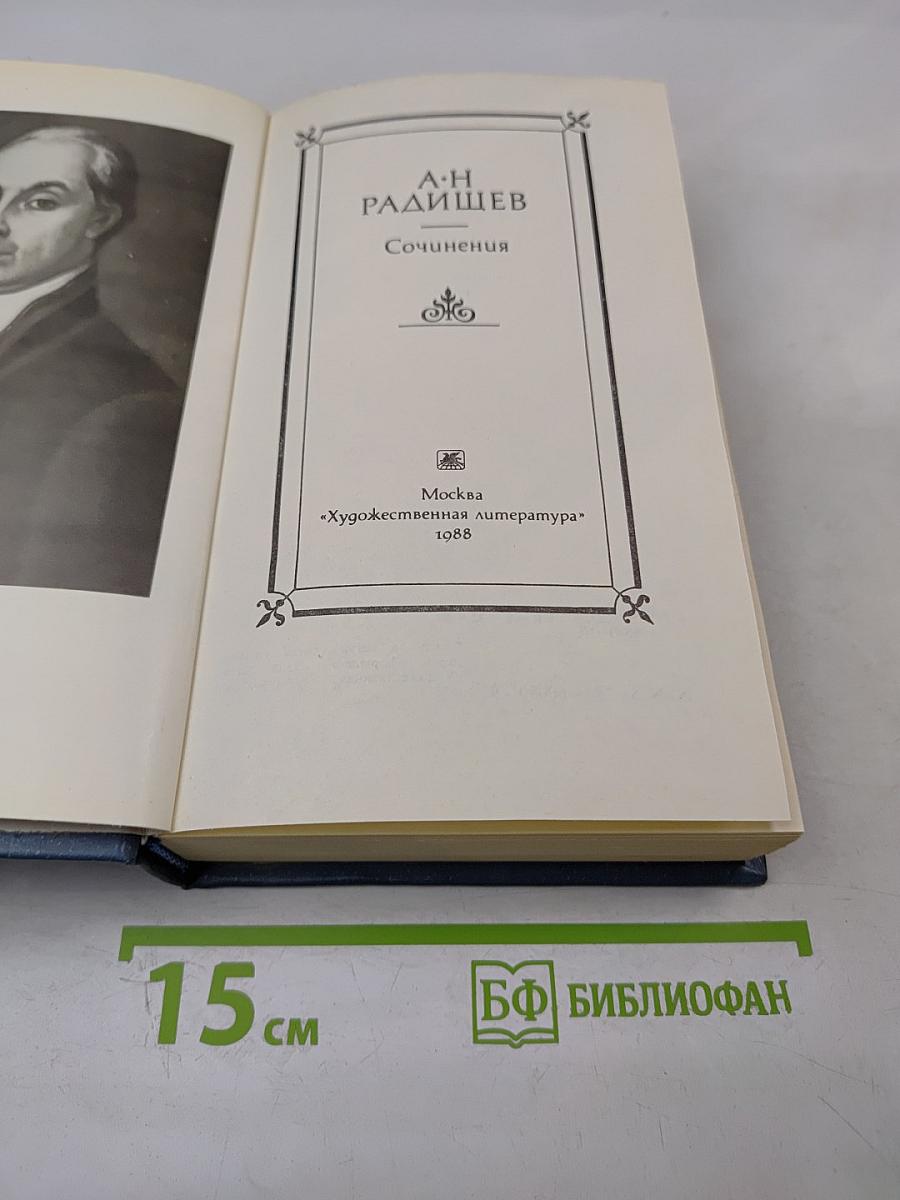 А·Н
РАДИЩЕВ
Сочинения
Москва
«Художественная литература»
1988
15 см
БФ БИБЛИОФАН